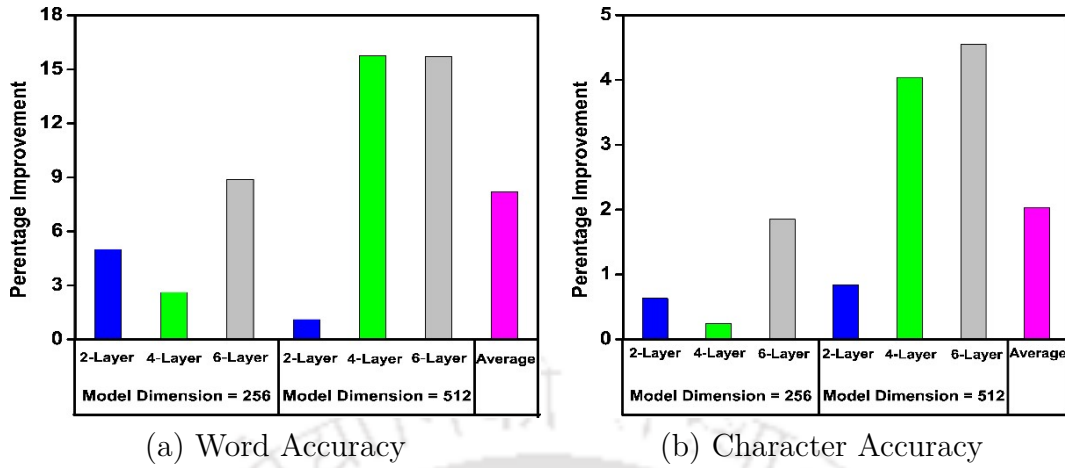 Perentage Improvement
18
15
12
9
6
3
0
2-Layer 4-Layer 6-Layer 2-Layer 4-Layer 6-Layer Average
Model Dimension = 256 Model Dimension = 512
(a) Word Accuracy
Perentage Improvement
5
4
3
2
1
0
2-Layer 4-Layer 6-Layer 2-Layer 4-Layer 6-Layer Average
Model Dimension = 256 Model Dimension = 512
(b) Character Accuracy